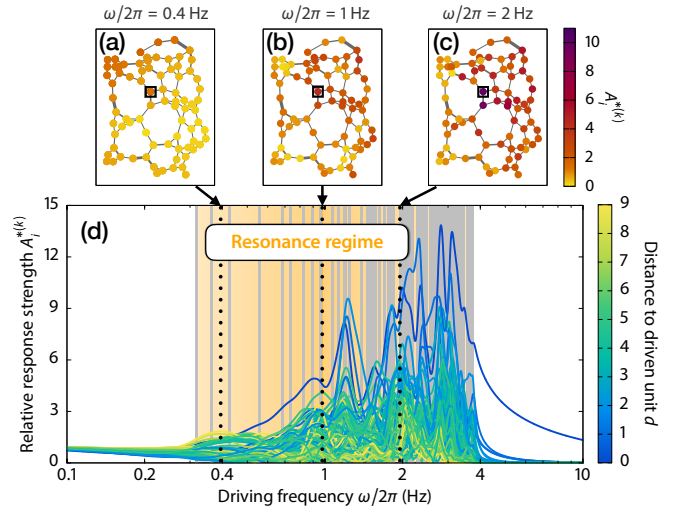 ω/2π = 0.4 Hz
ω/2π = 1 Hz
ω/2π = 2 Hz
(a)
(b)
(c)
10
8
6
4
2
0
A_i^{*(k)}
(d)
Resonance regime
Relative response strength A_i^{*(k)}
15
12
9
6
3
0
0.1
0.2
0.4
1
2
4
10
Driving frequency ω/2π (Hz)
9
8
7
6
5
4
3
2
1
0
Distance to driven unit d